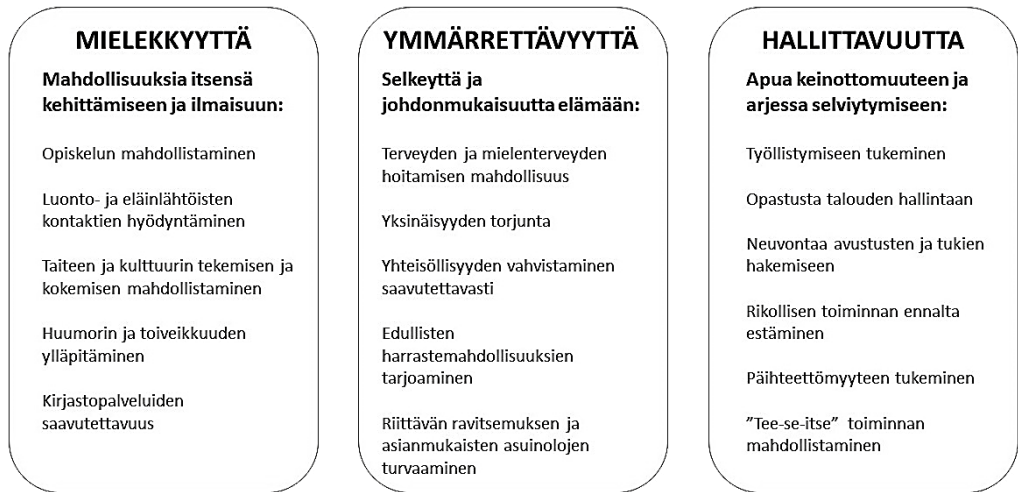 MIELEKKYYTTÄ
Mahdollisuuksia itsensä
kehittämiseen ja ilmaisuun:
Opiskelun mahdollistaminen
Luonto- ja eläinlähtöisten
kontaktien hyödyntäminen
Taiteen ja kulttuurin tekemisen ja
kokemisen mahdollistaminen
Huumorin ja toiveikkuuden
ylläpitäminen
Kirjastopalveluiden
saavutettavuus
YMMÄRRETTÄVYYTTÄ
Selkeyttä ja
johdonmukaisuutta elämään:
Terveyden ja mielenterveyden
hoitamisen mahdollisuus
Yksinäisyyden torjunta
Yhteisöllisyyden vahvistaminen
saavutettavasti
Edullisten
harrastemahdollisuuksien
tarjoaminen
Riittävän ravitsemuksen ja
asianmukaisten asuinolojen
turvaaminen
HALLITTAVUUTTA
Apua keinottomuuteen ja
arjessa selviytymiseen:
Työllistymiseen tukeminen
Opastusta talouden hallintaan
Neuvontaa avustusten ja tukien
hakemiseen
Rikollisen toiminnan ennalta
estäminen
Päihteettömyyteen tukeminen
”Tee-se-itse” toiminnan
mahdollistaminen